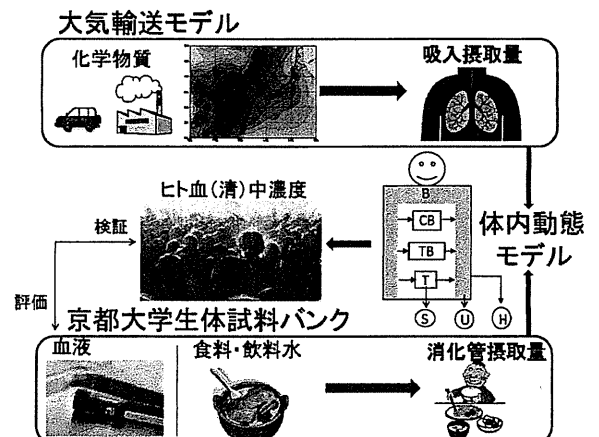 大気輸送モデル
化学物質
吸入摂取量
ヒト血(清)中濃度
B
CB
TB
T
S
U
H
体内動態
モデル
検証
評価
京都大学生体試料バンク
血液
食料・飲料水
消化管摂取量